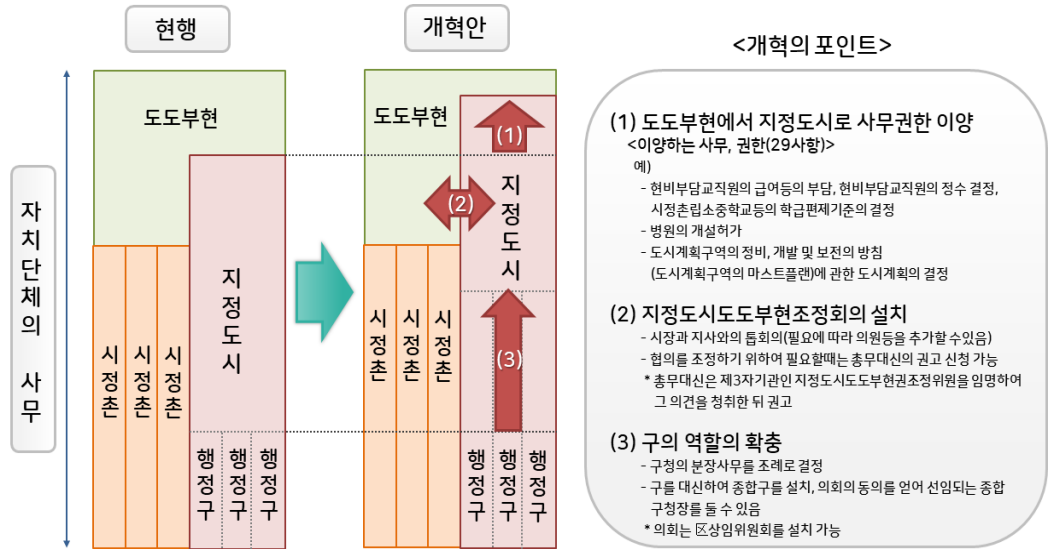 현행
개혁안
<개혁의 포인트>
자치단체의 사무
도도부현
지정도시
시정촌
시정촌
시정촌
행정구
행정구
행정구
도도부현
(1)
(2)
지정도시
(3)
시정촌
시정촌
시정촌
행정구
행정구
행정구
(1) 도도부현에서 지정도시로 사무권한 이양
<이양하는 사무, 권한(29사항)>
예)
- 현비부담교직원의 급여등의 부담, 현비부담교직원의 정수 결정,
시정촌립소중학교등의 학급편제기준의 결정
- 병원의 개설허가
- 도시계획구역의 정비, 개발 및 보전의 방침
(도시계획구역의 마스트플랜)에 관한 도시계획의 결정
(2) 지정도시도도부현조정회의 설치
- 시장과 지사와의 톱회의(필요에 따라 의원등을 추가할 수있음)
- 협의를 조정하기 위하여 필요할때는 총무대신의 권고 신청 가능
* 총무대신은 제3자기관인 지정도시도도부현권조정위원을 임명하여
그 의견을 청취한 뒤 권고
(3) 구의 역할의 확충
- 구청의 분장사무를 조례로 결정
- 구를 대신하여 종합구를 설치, 의회의 동의를 얻어 선임되는 종합
구청장를 둘 수 있음
* 의회는 区상임위원회를 설치 가능